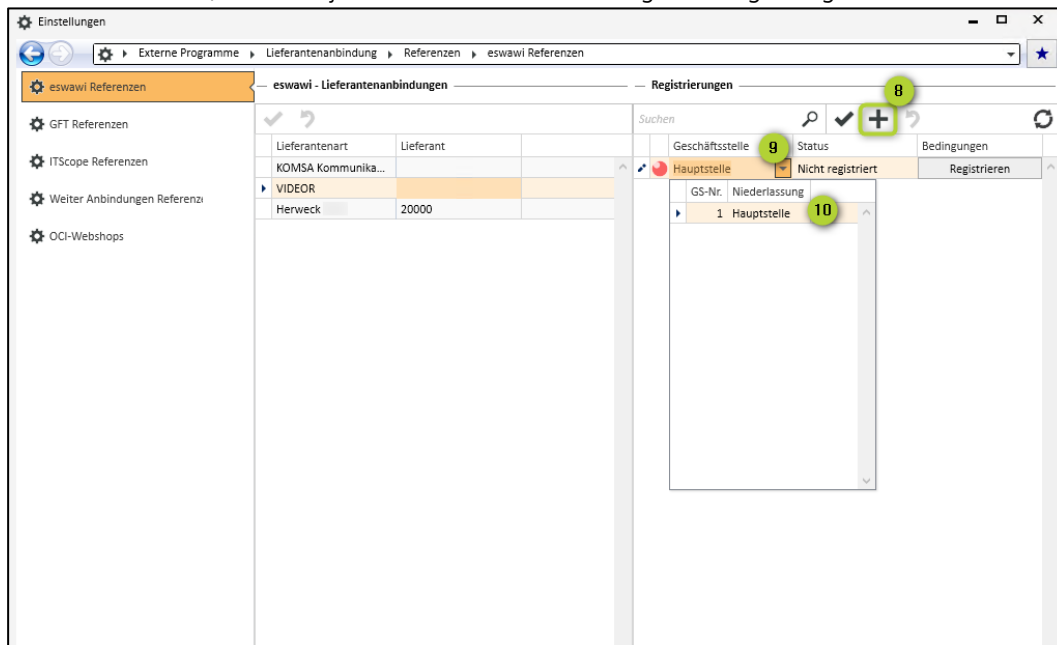 Einstellungen
Externe Programme Lieferantenanbindung Referenzen eswawi Referenzen
eswawi Referenzen
GFT Referenzen
ITScope Referenzen
Weiter Anbindungen Referenz
OCI-Webshops
eswawi - Lieferantenanbindungen
Lieferantenart Lieferant
KOMSA Kommunika...
VIDEOR
Herweck 20000
Registrierungen
8
Suchen
Geschäftsstelle 9 Status Bedingungen
Hauptstelle Nicht registriert Registrieren
GS-Nr. Niederlassung
1 Hauptstelle 10